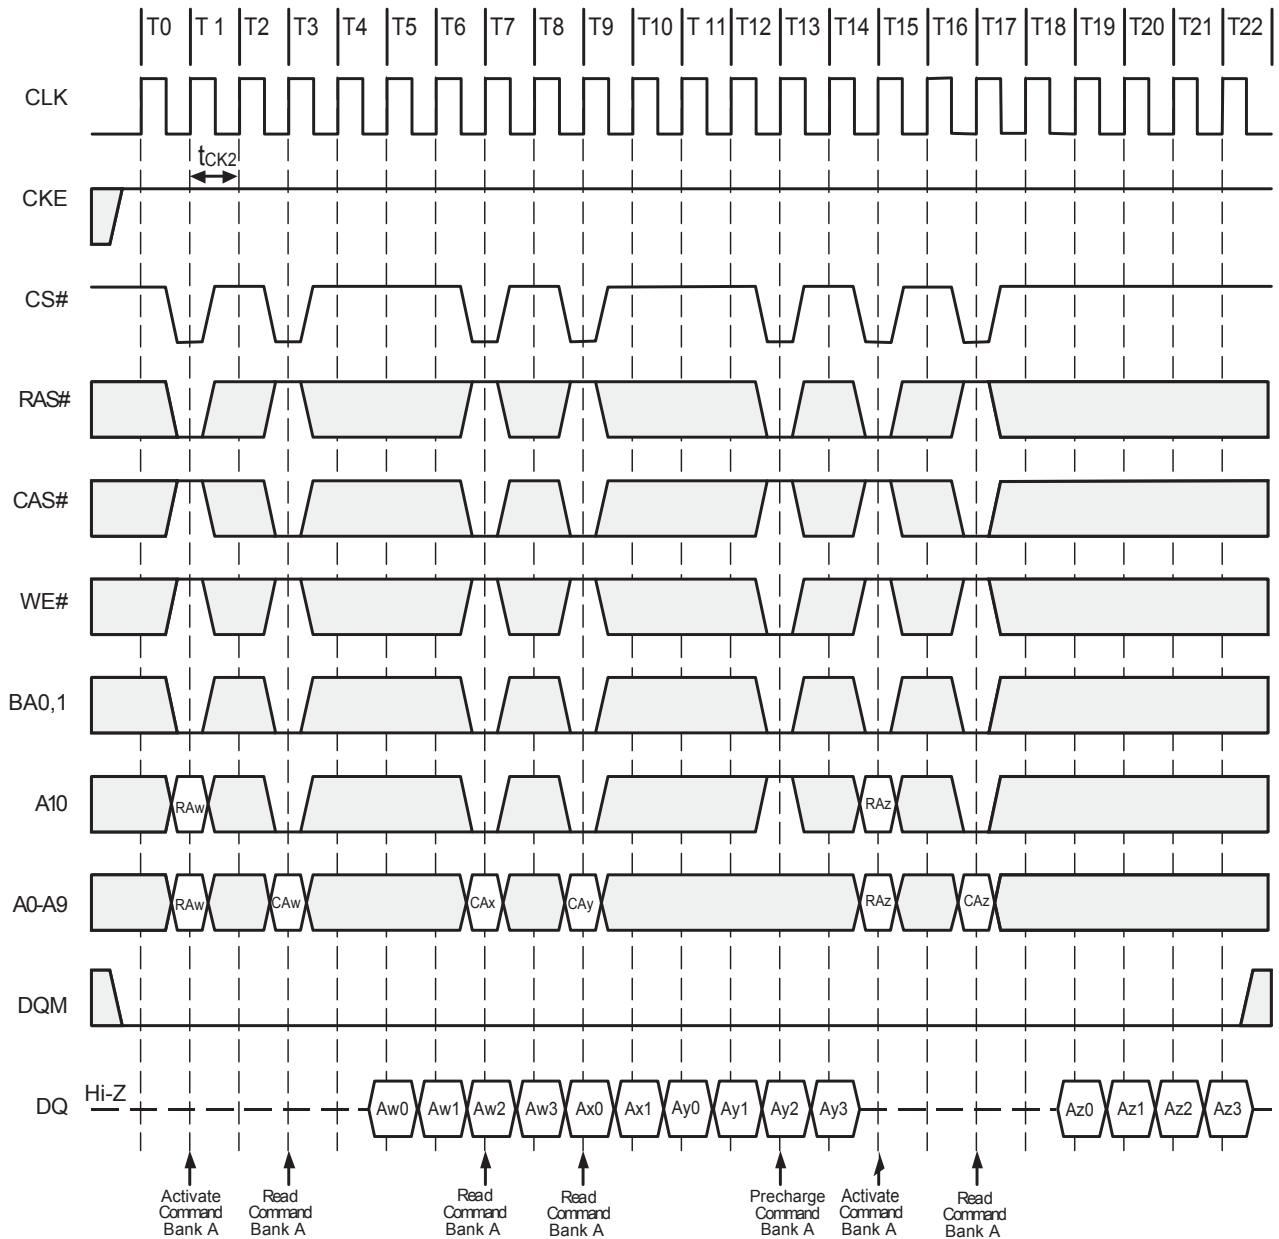 T0 T 1 T2 T3 T4 T5 T6 T7 T8 T9 T10 T 11 T12 T13 T14 T15 T16 T17 T18 T19 T20 T21 T22
CLK
tCK2
CKE
CS#
RAS#
CAS#
WE#
BA0,1
A10 RAw RAz
A0-A9 RAw CAw CAx CAy RAz CAz
DQM
Hi-Z
DQ Aw0 Aw1 Aw2 Aw3 Ax0 Ax1 Ay0 Ay1 Ay2 Ay3 Az0 Az1 Az2 Az3
Activate
Command
Bank A
Read
Command
Bank A
Read
Command
Bank A
Read
Command
Bank A
Precharge
Command
Bank A
Activate
Command
Bank A
Read
Command
Bank A